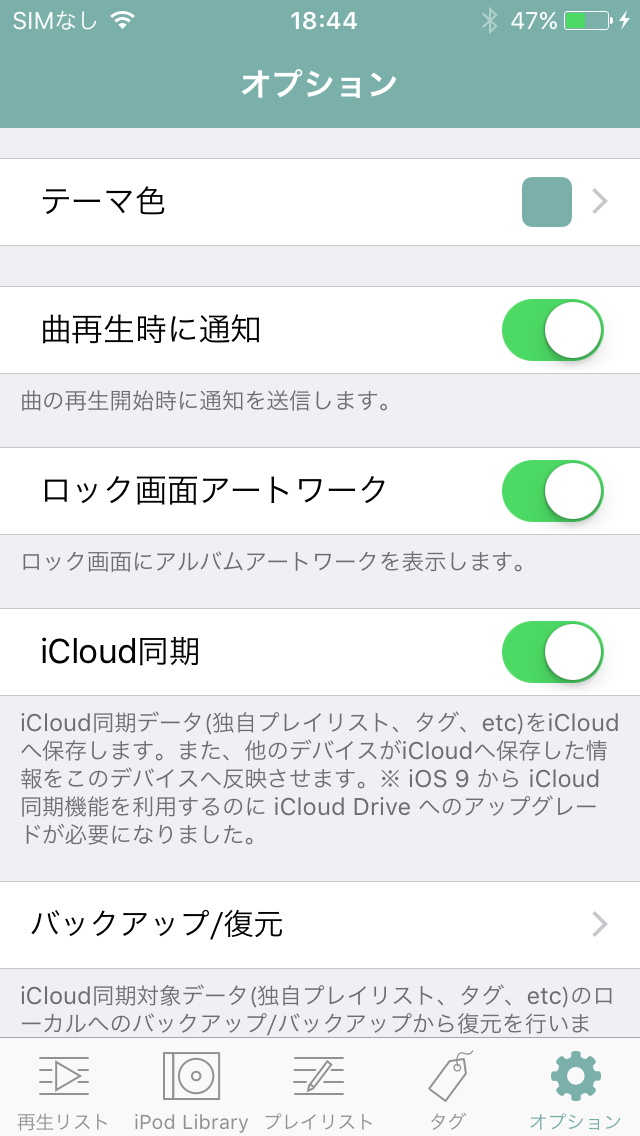 SIMなし 18:44 47%
オプション
テーマ色
曲再生時に通知
曲の再生開始時に通知を送信します。
ロック画面アートワーク
ロック画面にアルバムアートワークを表示します。
iCloud同期
iCloud同期データ(独自プレイリスト、タグ、etc)をiCloud
へ保存します。また、他のデバイスがiCloudへ保存した情
報をこのデバイスへ反映させます。※ iOS 9 から iCloud
同期機能を利用するのに iCloud Drive へのアップグレー
ドが必要になりました。
バックアップ/復元
iCloud同期対象データ(独自プレイリスト、タグ、etc)のロ
ーカルへのバックアップ/バックアップから復元を行いま
再生リスト iPod Library プレイリスト タグ オプション